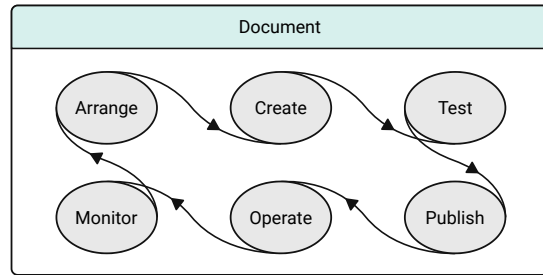 Document
Arrange
Create
Test
Monitor
Operate
Publish